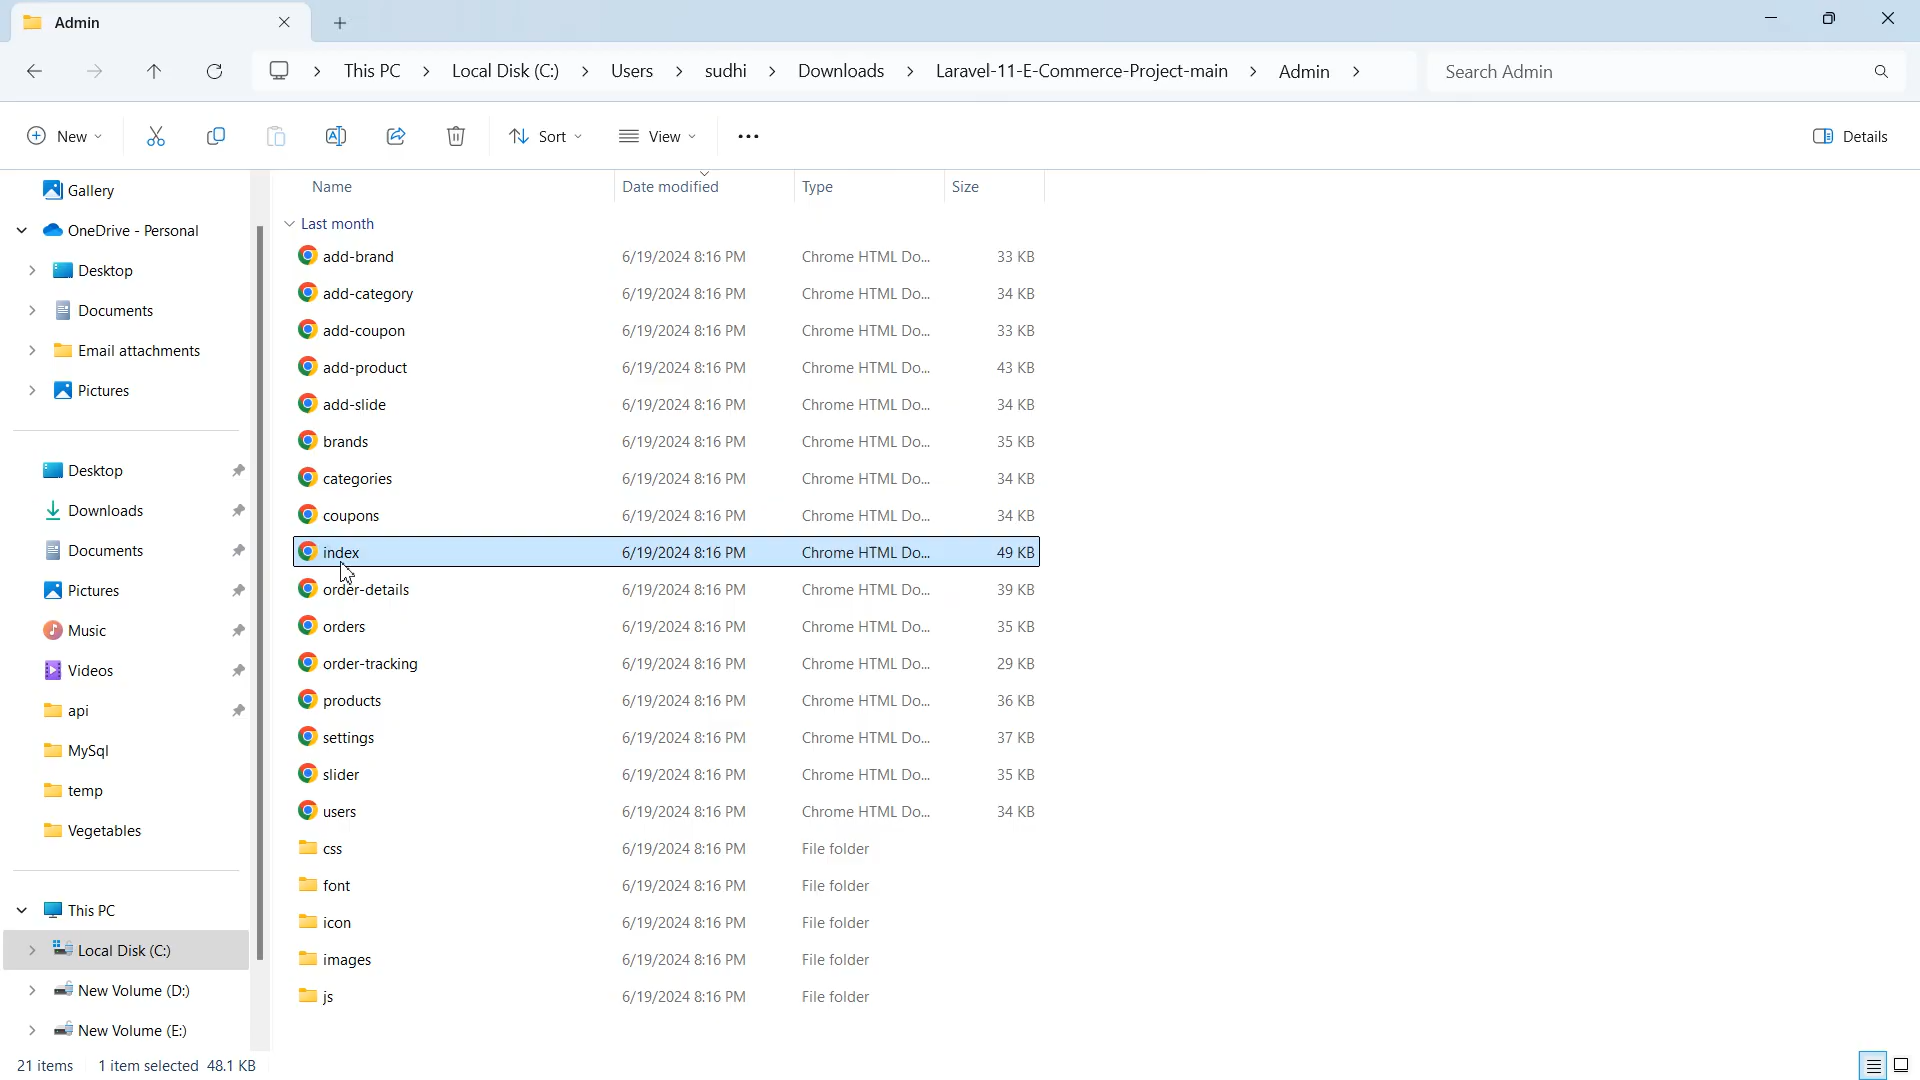 Admin
This PC Local Disk (C:) Users sudhi Downloads Laravel-11-E-Commerce-Project-main Admin Search Admin
New Sort View Details
Gallery
OneDrive - Personal
Desktop
Documents
Email attachments
Pictures
Desktop
Downloads
Documents
Pictures
Music
Videos
api
MySql
temp
Vegetables
This PC
Local Disk (C:)
New Volume (D:)
New Volume (E:)
Name Date modified Type Size
Last month
add-brand 6/19/2024 8:16 PM Chrome HTML Do... 33 KB
add-category 6/19/2024 8:16 PM Chrome HTML Do... 34 KB
add-coupon 6/19/2024 8:16 PM Chrome HTML Do... 33 KB
add-product 6/19/2024 8:16 PM Chrome HTML Do... 43 KB
add-slide 6/19/2024 8:16 PM Chrome HTML Do... 34 KB
brands 6/19/2024 8:16 PM Chrome HTML Do... 35 KB
categories 6/19/2024 8:16 PM Chrome HTML Do... 34 KB
coupons 6/19/2024 8:16 PM Chrome HTML Do... 34 KB
index 6/19/2024 8:16 PM Chrome HTML Do... 49 KB
order-details 6/19/2024 8:16 PM Chrome HTML Do... 39 KB
orders 6/19/2024 8:16 PM Chrome HTML Do... 35 KB
order-tracking 6/19/2024 8:16 PM Chrome HTML Do... 29 KB
products 6/19/2024 8:16 PM Chrome HTML Do... 36 KB
settings 6/19/2024 8:16 PM Chrome HTML Do... 37 KB
slider 6/19/2024 8:16 PM Chrome HTML Do... 35 KB
users 6/19/2024 8:16 PM Chrome HTML Do... 34 KB
css 6/19/2024 8:16 PM File folder
font 6/19/2024 8:16 PM File folder
icon 6/19/2024 8:16 PM File folder
images 6/19/2024 8:16 PM File folder
js 6/19/2024 8:16 PM File folder
21 items 1 item selected 48.1 KB